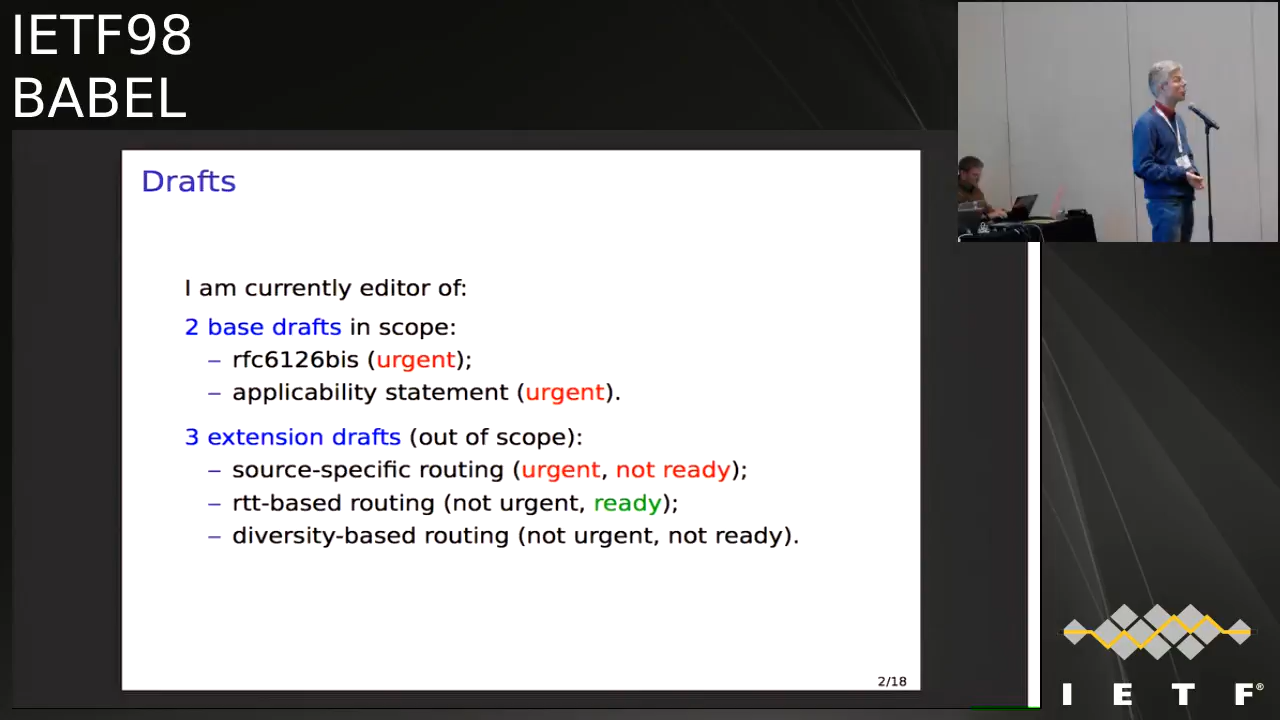 IETF98
BABEL
Drafts
I am currently editor of:
2 base drafts in scope:
– rfc6126bis (urgent);
– applicability statement (urgent).
3 extension drafts (out of scope):
– source-specific routing (urgent, not ready);
– rtt-based routing (not urgent, ready);
– diversity-based routing (not urgent, not ready).
2/18
I E T F®